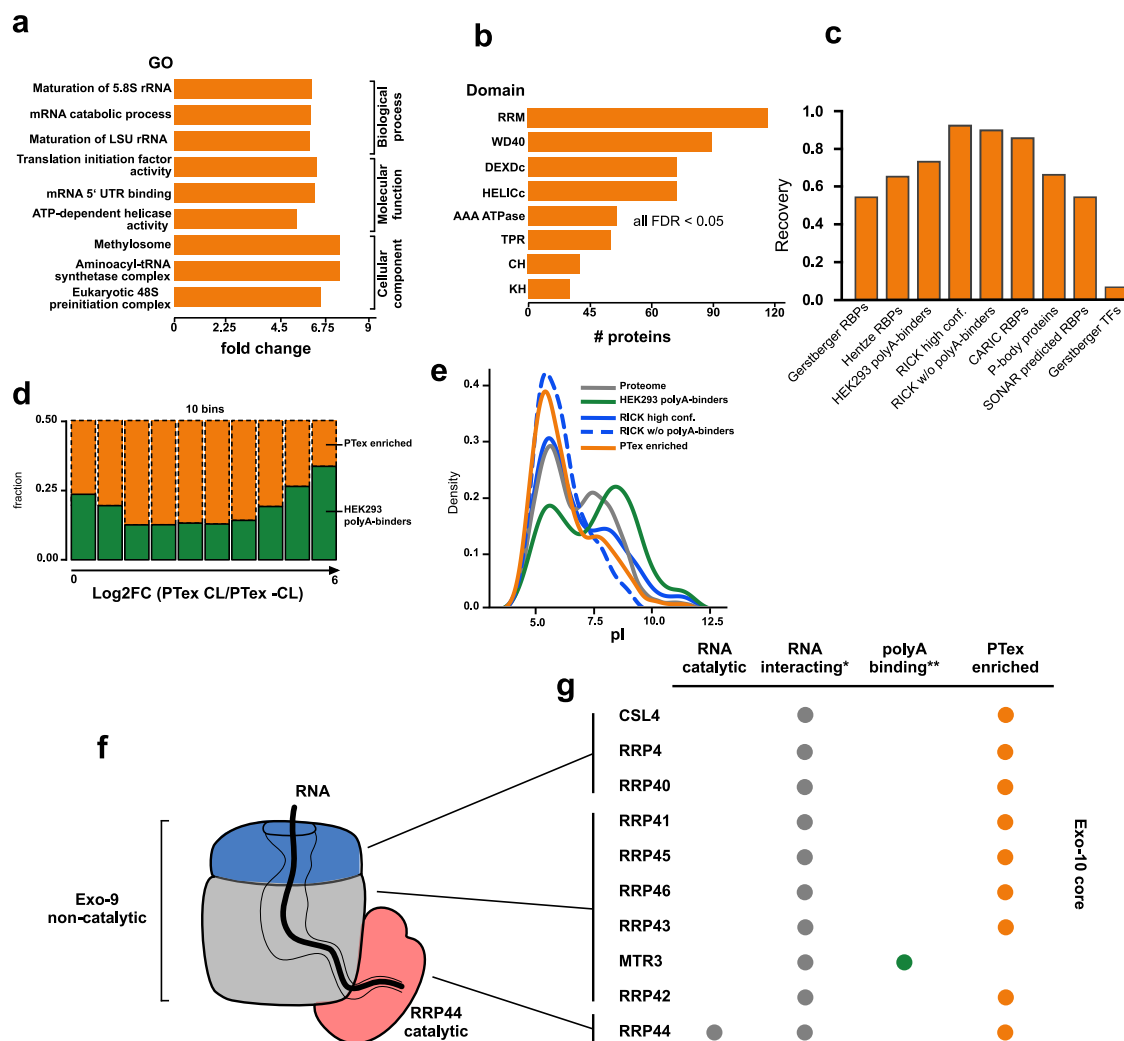 a
GO
Maturation of 5.8S rRNA
mRNA catabolic process
Maturation of LSU rRNA
Translation initiation factor
activity
mRNA 5‘ UTR binding
ATP-dependent helicase
activity
Methylosome
Aminoacyl-tRNA
synthetase complex
Eukaryotic 48S
preinitiation complex
Biological
process
Molecular
function
Cellular
component
0 2.25 4.5 6.75 9
fold change
b
Domain
RRM
WD40
DEXDc
HELICc
AAA ATPase
TPR
CH
KH
all FDR < 0.05
0 45 60 90 120
# proteins
c
1.0
0.8
0.6
0.4
0.2
0.0
Recovery
Gerstberger RBPs
Hentze RBPs
HEK293 polyA-binders
RICK high conf.
RICK w/o polyA-binders
CARIC RBPs
P-body proteins
SONAR predicted RBPs
Gerstberger TFs
d
10 bins
0.50
0.25
0.00
fraction
PTex enriched
HEK293
polyA-binders
0 6
Log2FC (PTex CL/PTex -CL)
e
0.4
0.3
0.2
0.1
0.0
Density
Proteome
HEK293 polyA-binders
RICK high conf.
RICK w/o polyA-binders
PTex enriched
5.0 7.5 10.0 12.5
pI
f
RNA
Exo-9
non-catalytic
RRP44
catalytic
g
RNA
catalytic
RNA
interacting*
polyA
binding**
PTex
enriched
CSL4
RRP4
RRP40
RRP41
RRP45
RRP46
RRP43
MTR3
RRP42
RRP44
Exo-10 core